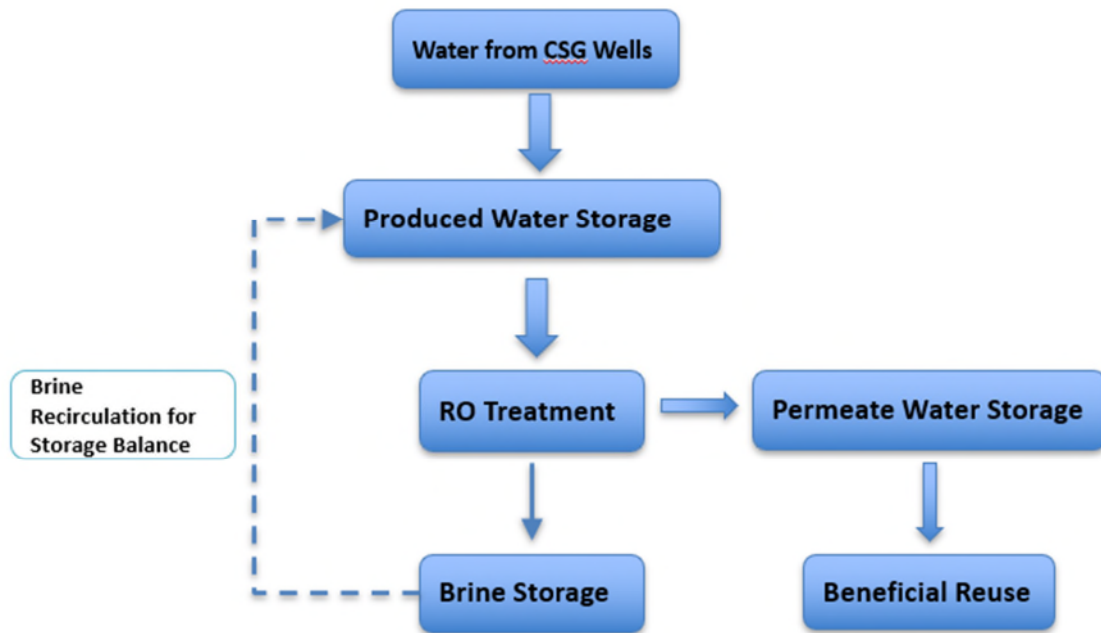 Water from CSG Wells
Produced Water Storage
Brine
Recirculation for
Storage Balance
RO Treatment
Permeate Water Storage
Brine Storage
Beneficial Reuse